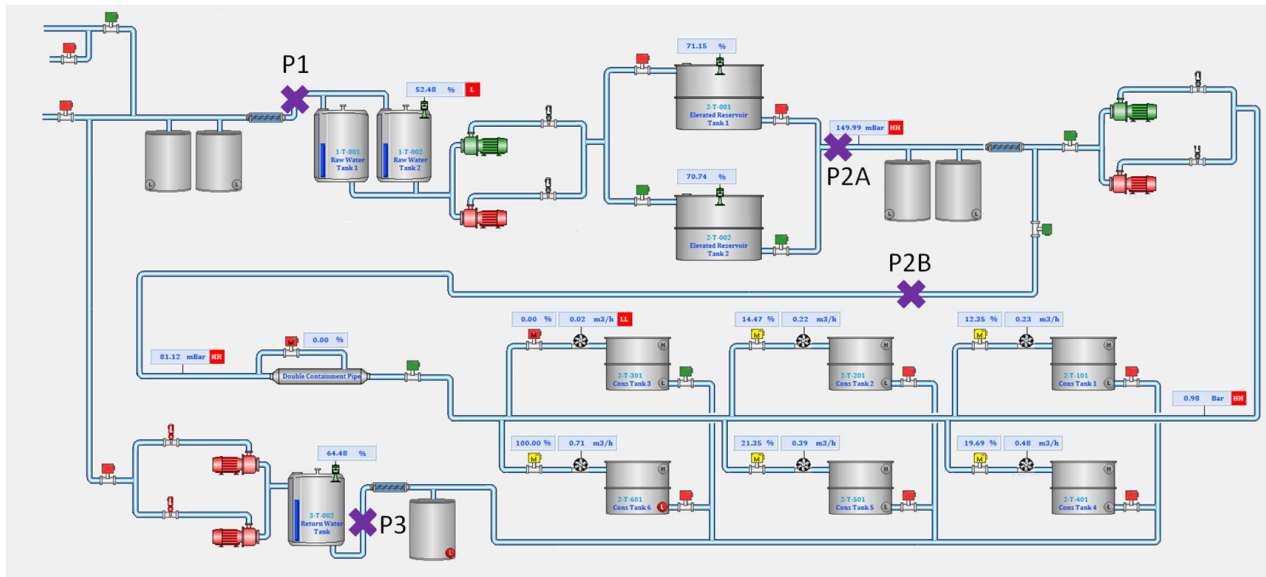 P1
52.48 %
L
71.15 %
1-T-001
Raw Water
Tank 1
1-T-002
Raw Water
Tank 2
2-T-001
Elevated Reservoir
Tank 1
149.99 mBar HH
P2A
L
L
L
L
70.74 %
2-T-002
Elevated Reservoir
Tank 2
P2B
0.00 %
0.02 m3/h LL
14.47 %
0.22 m3/h
12.35 %
0.23 m3/h
M
0.00 %
M
M
M
H
H
H
81.12 mBar HH
Double Containment Pipe
2-T-301
Cons Tank 3
L
2-T-201
Cons Tank 2
L
2-T-101
Cons Tank 1
L
0.98 Bar HH
64.48 %
100.00 %
0.71 m3/h
21.35 %
0.39 m3/h
19.69 %
0.48 m3/h
M
M
M
H
H
H
2-T-601
Cons Tank 6
L
2-T-501
Cons Tank 5
L
2-T-401
Cons Tank 4
L
3-T-002
Return Water
Tank
P3
L